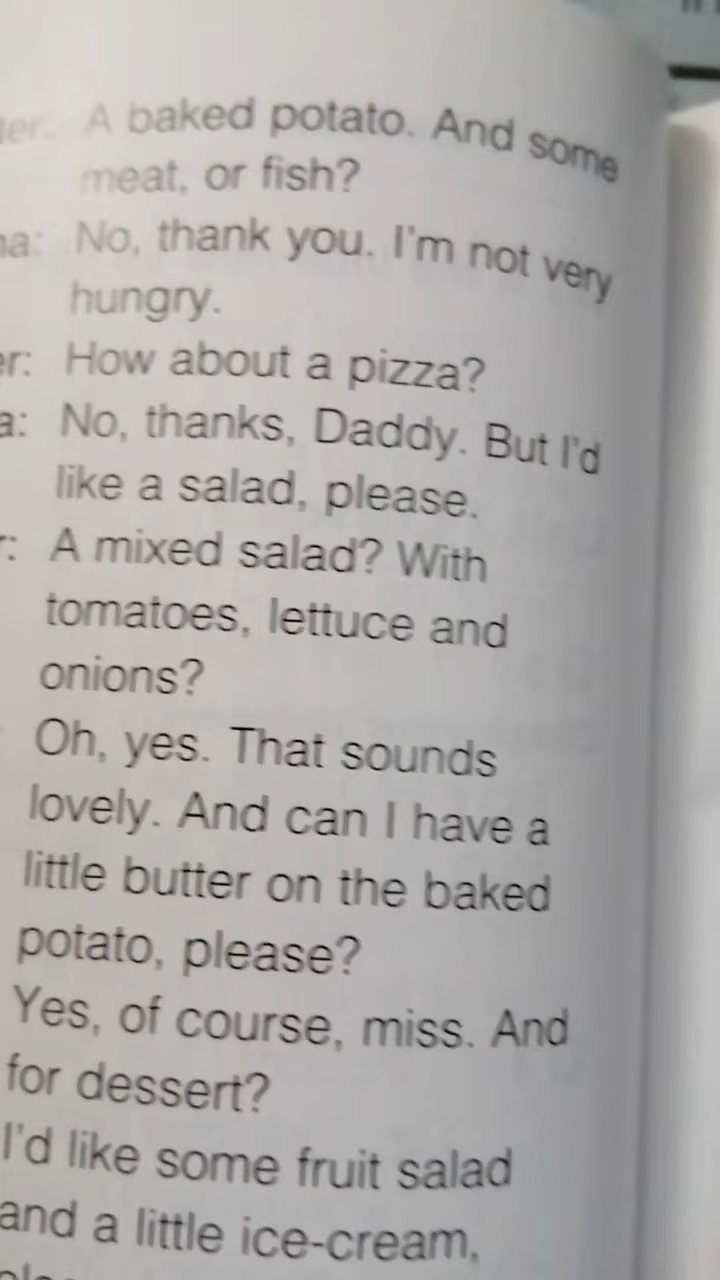 A baked potato. And some
meat, or fish?
No, thank you. I'm not very
hungry.
How about a pizza?
No, thanks, Daddy. But I'd
like a salad, please.
A mixed salad? With
tomatoes, lettuce and
onions?
Oh, yes. That sounds
lovely. And can I have a
little butter on the baked
potato, please?
Yes, of course, miss. And
for dessert?
I'd like some fruit salad
and a little ice-cream,